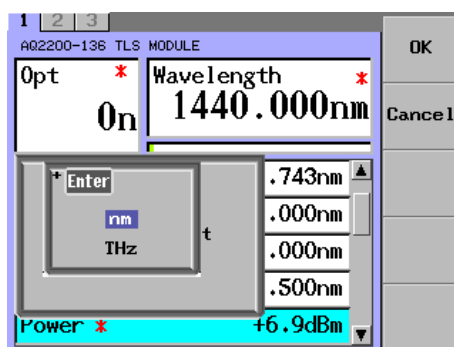 1 2 3
AQ2200-136 TLS MODULE
OK
Opt *
On
Wavelength *
1440.000nm
Cancel
Enter
nm
THz
t
.743nm
.000nm
.000nm
.500nm
Power * +6.9dBm